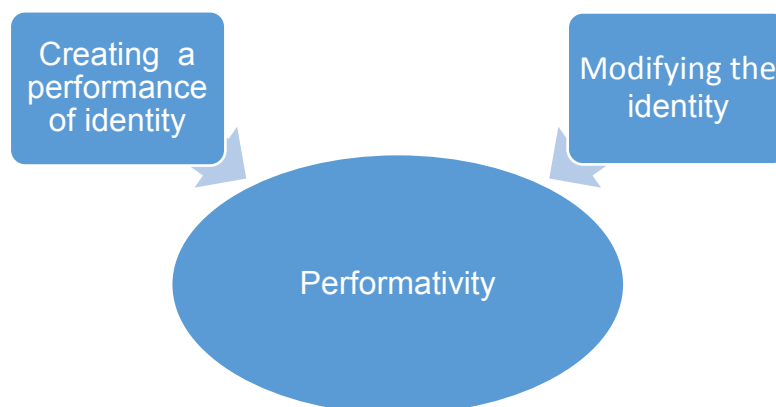 Creating a
performance
of identity
Modifying the
identity
Performativity